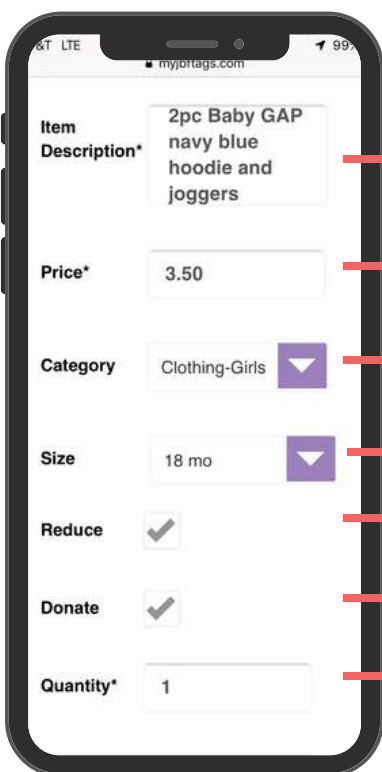 &T LTE
99%
myjbftags.com
Item
Description*
2pc Baby GAP
navy blue
hoodie and
joggers
Price*
3.50
Category
Clothing-Girls
Size
18 mo
Reduce
Donate
Quantity*
1